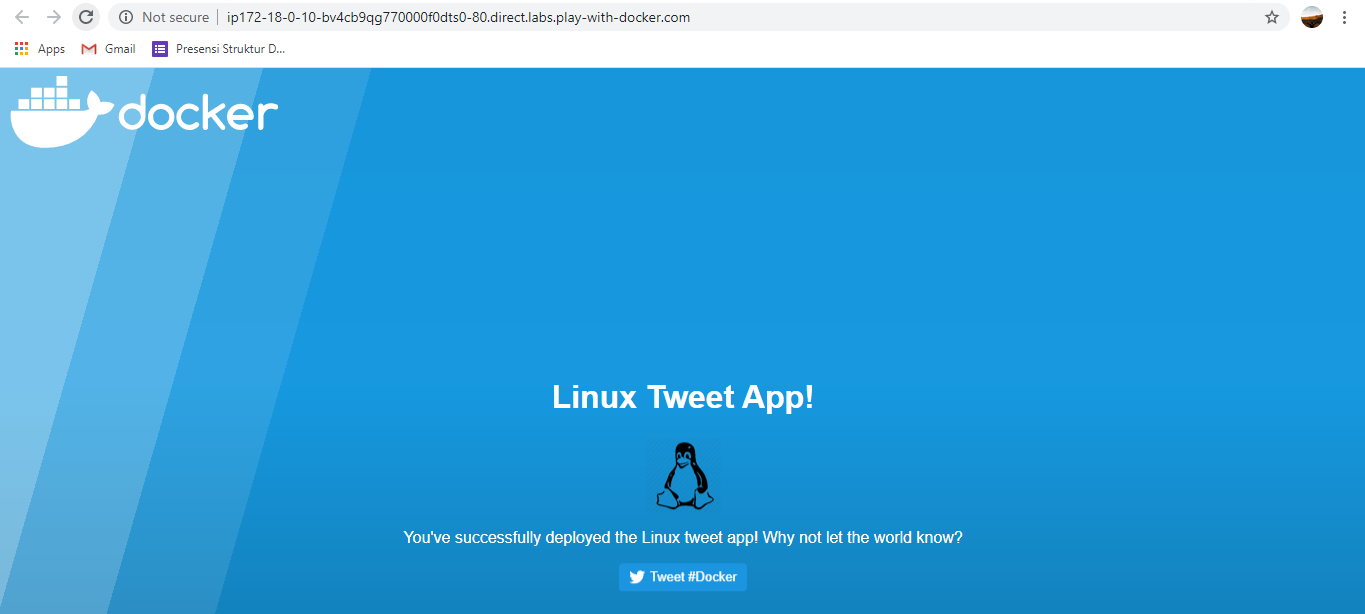 Not secure ip172-18-0-10-bv4cb9qg770000f0dts0-80.direct.labs.play-with-docker.com
Apps Gmail Presensi Struktur D...
docker
Linux Tweet App!
You've successfully deployed the Linux tweet app! Why not let the world know?
Tweet #Docker